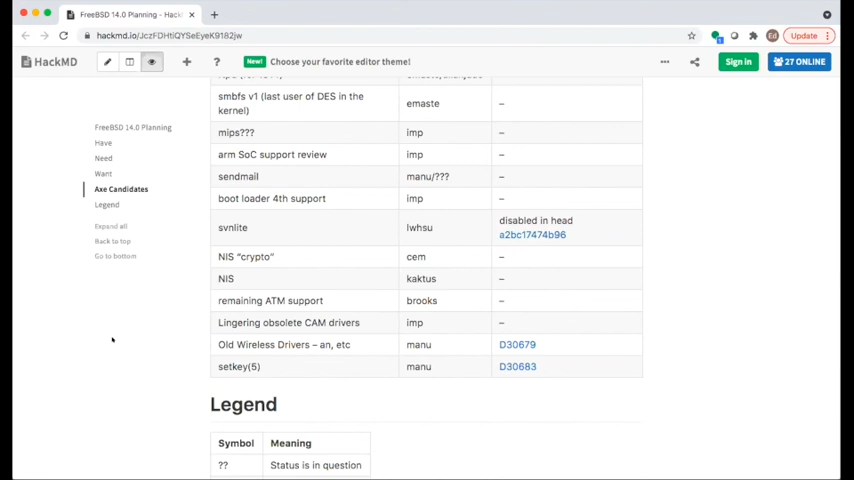 FreeBSD 14.0 Planning - HackM
hackmd.io/JczFDHtiQYSeEyeK9182jw
Ed
Update
HackMD
New! Choose your favorite editor theme!
Sign in
27 ONLINE
FreeBSD 14.0 Planning
Have
Need
Want
Axe Candidates
Legend
Expand all
Back to top
Go to bottom
smbfs v1 (last user of DES in the
kernel)
emaste –
mips??? imp –
arm SoC support review imp –
sendmail manu/??? –
boot loader 4th support imp –
svnlite lwhsu disabled in head
a2bc17474b96
NIS “crypto” cem –
NIS kaktus –
remaining ATM support brooks –
Lingering obsolete CAM drivers imp –
Old Wireless Drivers – an, etc manu D30679
setkey(5) manu D30683
Legend
Symbol Meaning
?? Status is in question